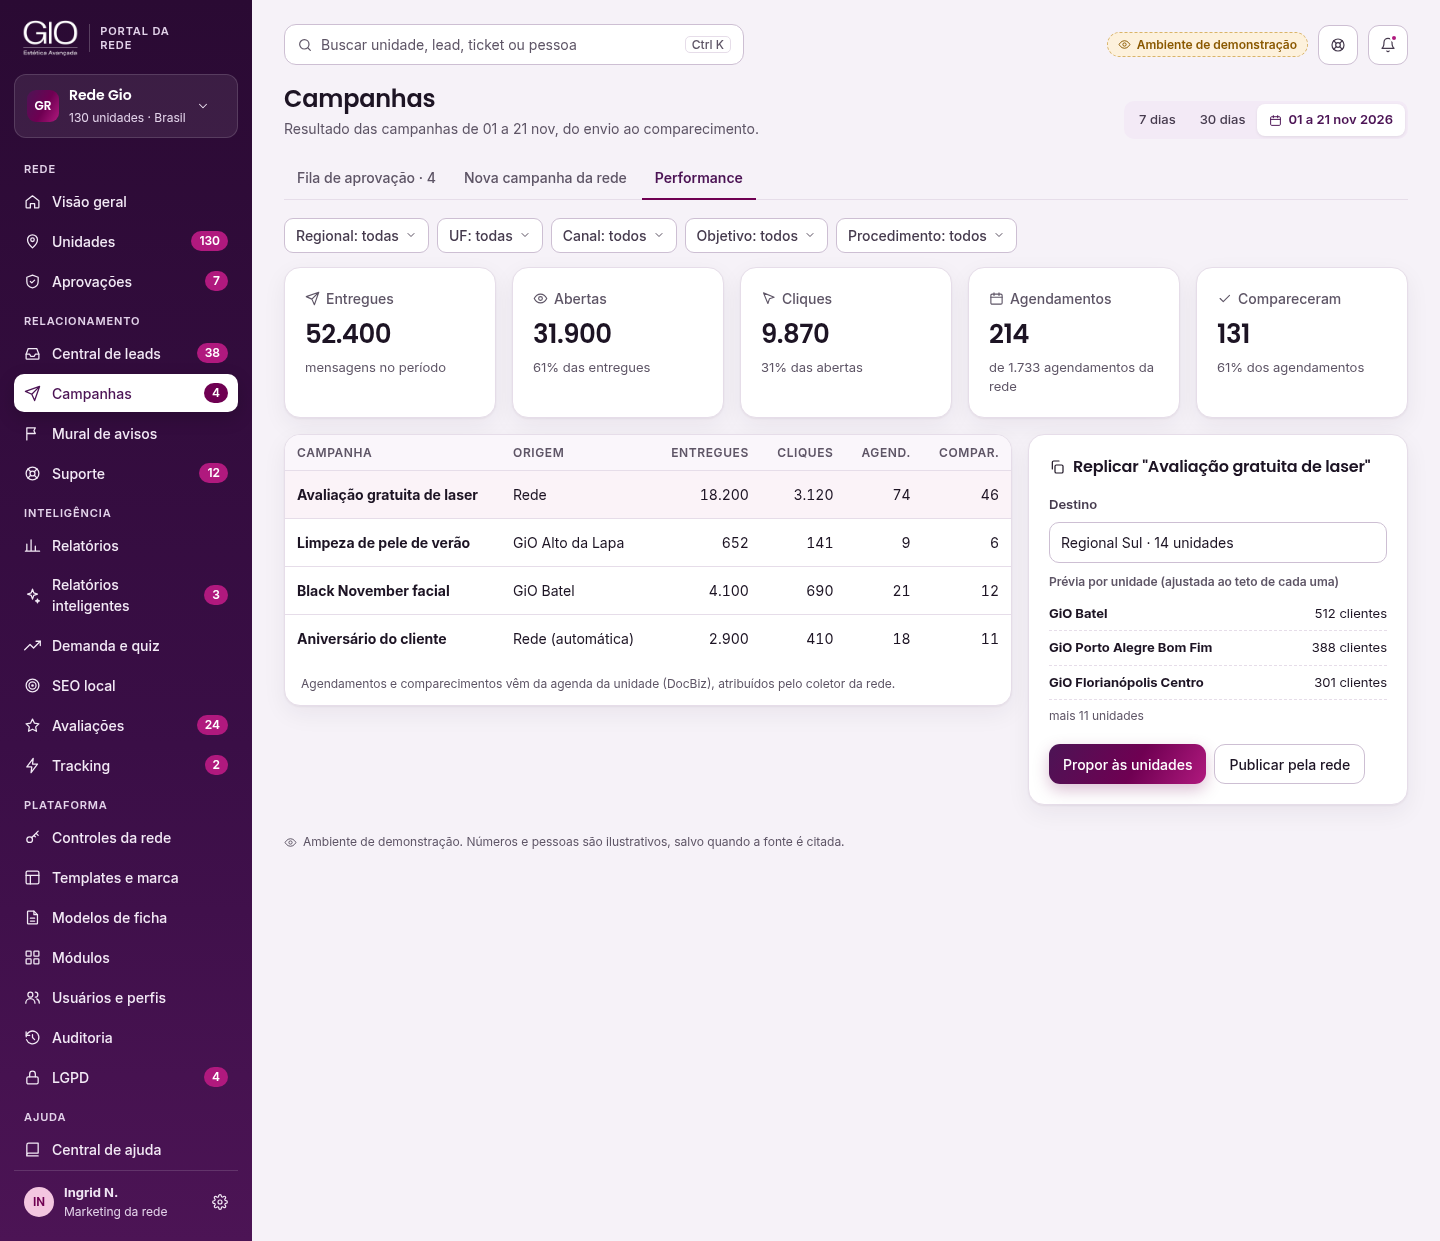 GIO
Estética Avançada
PORTAL DA
REDE
GR
Rede Gio
130 unidades · Brasil
REDE
Visão geral
Unidades 130
Aprovações 7
RELACIONAMENTO
Central de leads 38
Campanhas 4
Mural de avisos
Suporte 12
INTELIGÊNCIA
Relatórios
Relatórios
inteligentes 3
Demanda e quiz
SEO local
Avaliações 24
Tracking 2
PLATAFORMA
Controles da rede
Templates e marca
Modelos de ficha
Módulos
Usuários e perfis
Auditoria
LGPD 4
AJUDA
Central de ajuda
IN
Ingrid N.
Marketing da rede
Buscar unidade, lead, ticket ou pessoa Ctrl K
Ambiente de demonstração
Campanhas
Resultado das campanhas de 01 a 21 nov, do envio ao comparecimento.
7 dias 30 dias 01 a 21 nov 2026
Fila de aprovação · 4 Nova campanha da rede Performance
Regional: todas UF: todas Canal: todos Objetivo: todos Procedimento: todos
Entregues
52.400
mensagens no período
Abertas
31.900
61% das entregues
Cliques
9.870
31% das abertas
Agendamentos
214
de 1.733 agendamentos da
rede
Compareceram
131
61% dos agendamentos
CAMPANHA ORIGEM ENTREGUES CLIQUES AGEND. COMPAR.
Avaliação gratuita de laser Rede 18.200 3.120 74 46
Limpeza de pele de verão GiO Alto da Lapa 652 141 9 6
Black November facial GiO Batel 4.100 690 21 12
Aniversário do cliente Rede (automática) 2.900 410 18 11
Agendamentos e comparecimentos vêm da agenda da unidade (DocBiz), atribuídos pelo coletor da rede.
Replicar "Avaliação gratuita de laser"
Destino
Regional Sul · 14 unidades
Prévia por unidade (ajustada ao teto de cada uma)
GiO Batel 512 clientes
GiO Porto Alegre Bom Fim 388 clientes
GiO Florianópolis Centro 301 clientes
mais 11 unidades
Propor às unidades Publicar pela rede
Ambiente de demonstração. Números e pessoas são ilustrativos, salvo quando a fonte é citada.